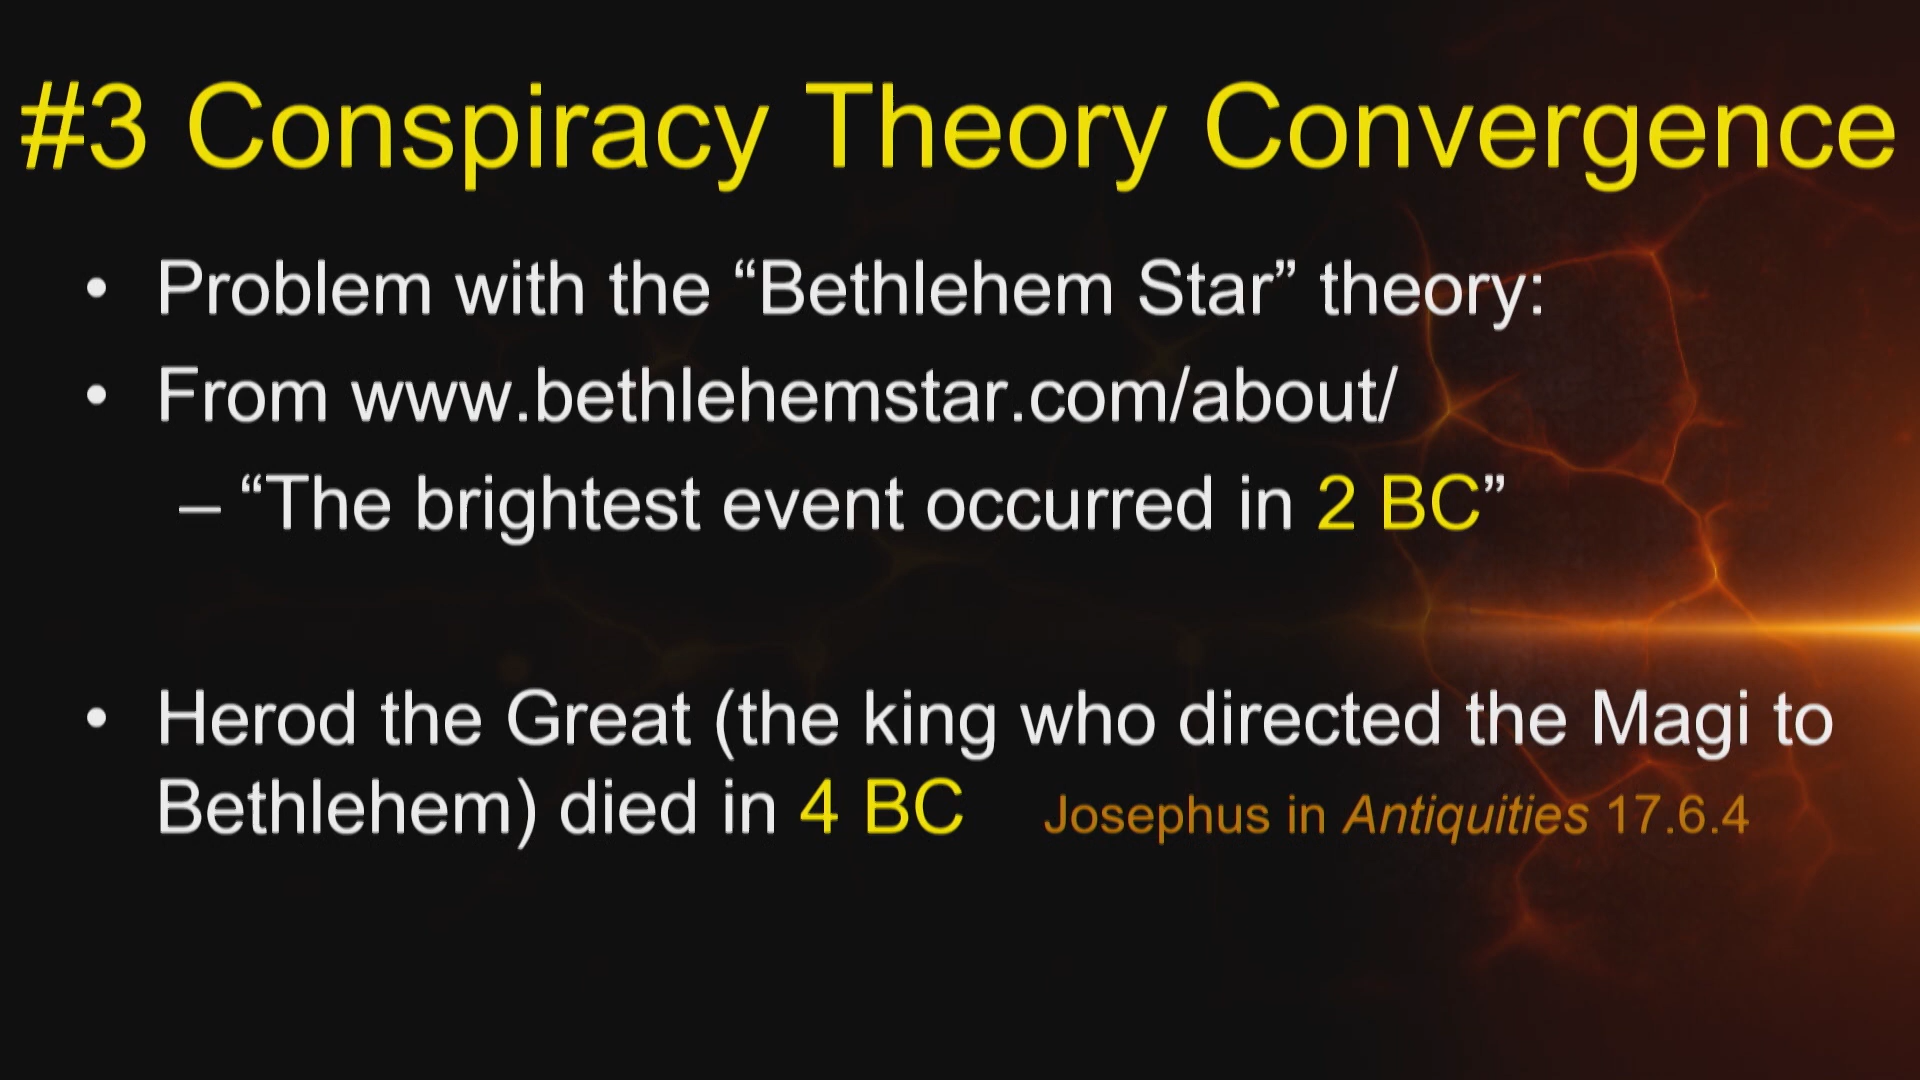 #3 Conspiracy Theory Convergence
• Problem with the “Bethlehem Star” theory:
• From www.bethlehemstar.com/about/
– “The brightest event occurred in 2 BC”
• Herod the Great (the king who directed the Magi to
Bethlehem) died in 4 BC Josephus in Antiquities 17.6.4